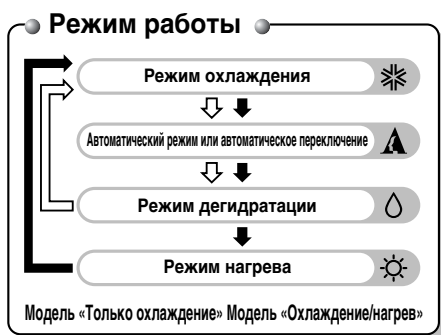 Режим работы
Режим охлаждения
Автоматический режим или автоматическое переключение
Режим дегидратации
Режим нагрева
Модель «Только охлаждение» Модель «Охлаждение/нагрев»